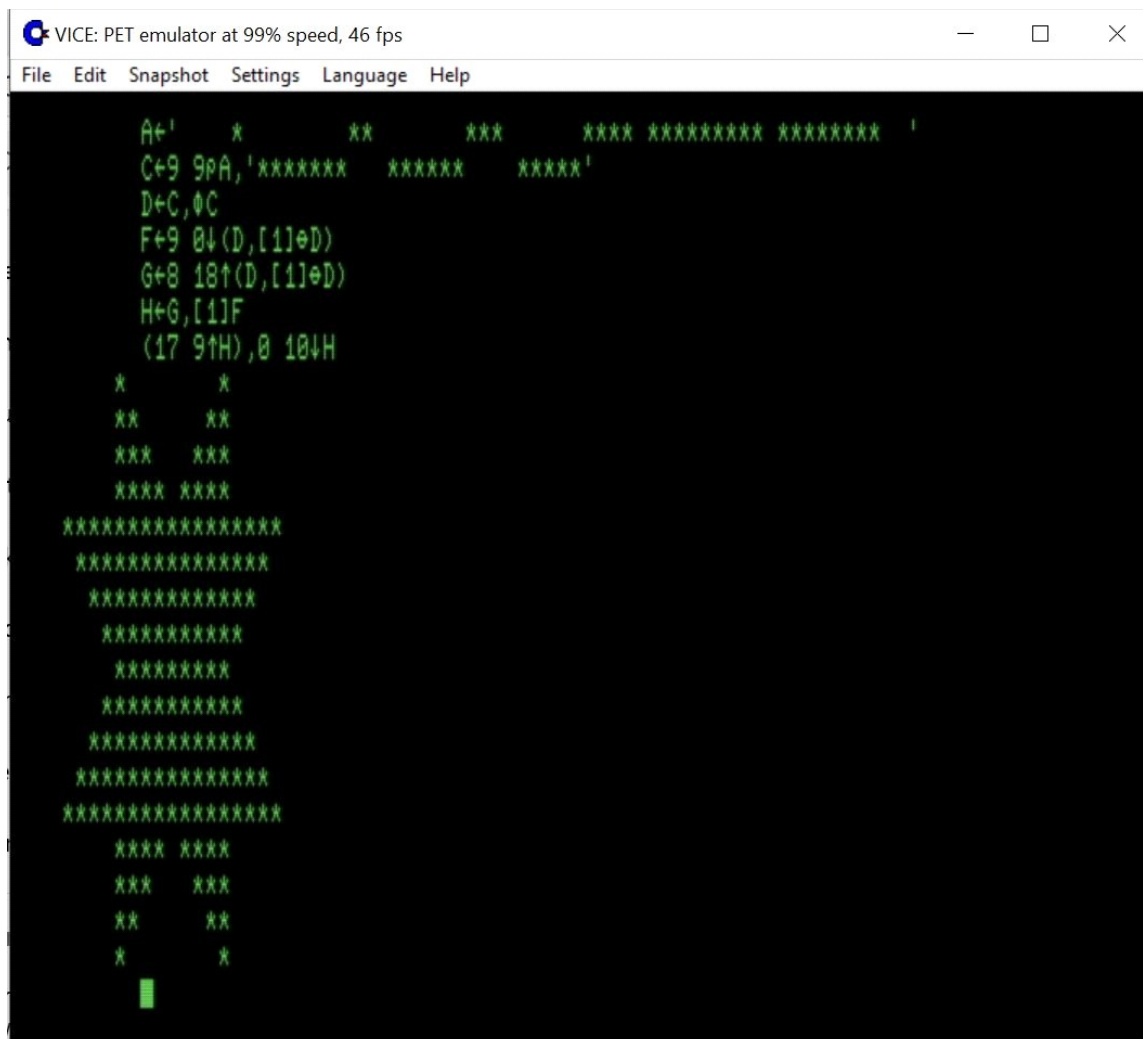 VICE: PET emulator at 99% speed, 46 fps
File Edit Snapshot Settings Language Help
      A←'    *        **       ***      **** ********* ********  '
      C←9 9⍴A,'*******   ******    *****'
      D←C,⌽C
      F←9 0↓(D,[1]⊖D)
      G←8 18↑(D,[1]⊖D)
      H←G,[1]F
      (17 9↑H),0 10↓H
    *       *
    **     **
    ***   ***
    **** ****
*****************
 ***************
  *************
   ***********
    *********
   ***********
  *************
 ***************
*****************
    **** ****
    ***   ***
    **     **
    *       *